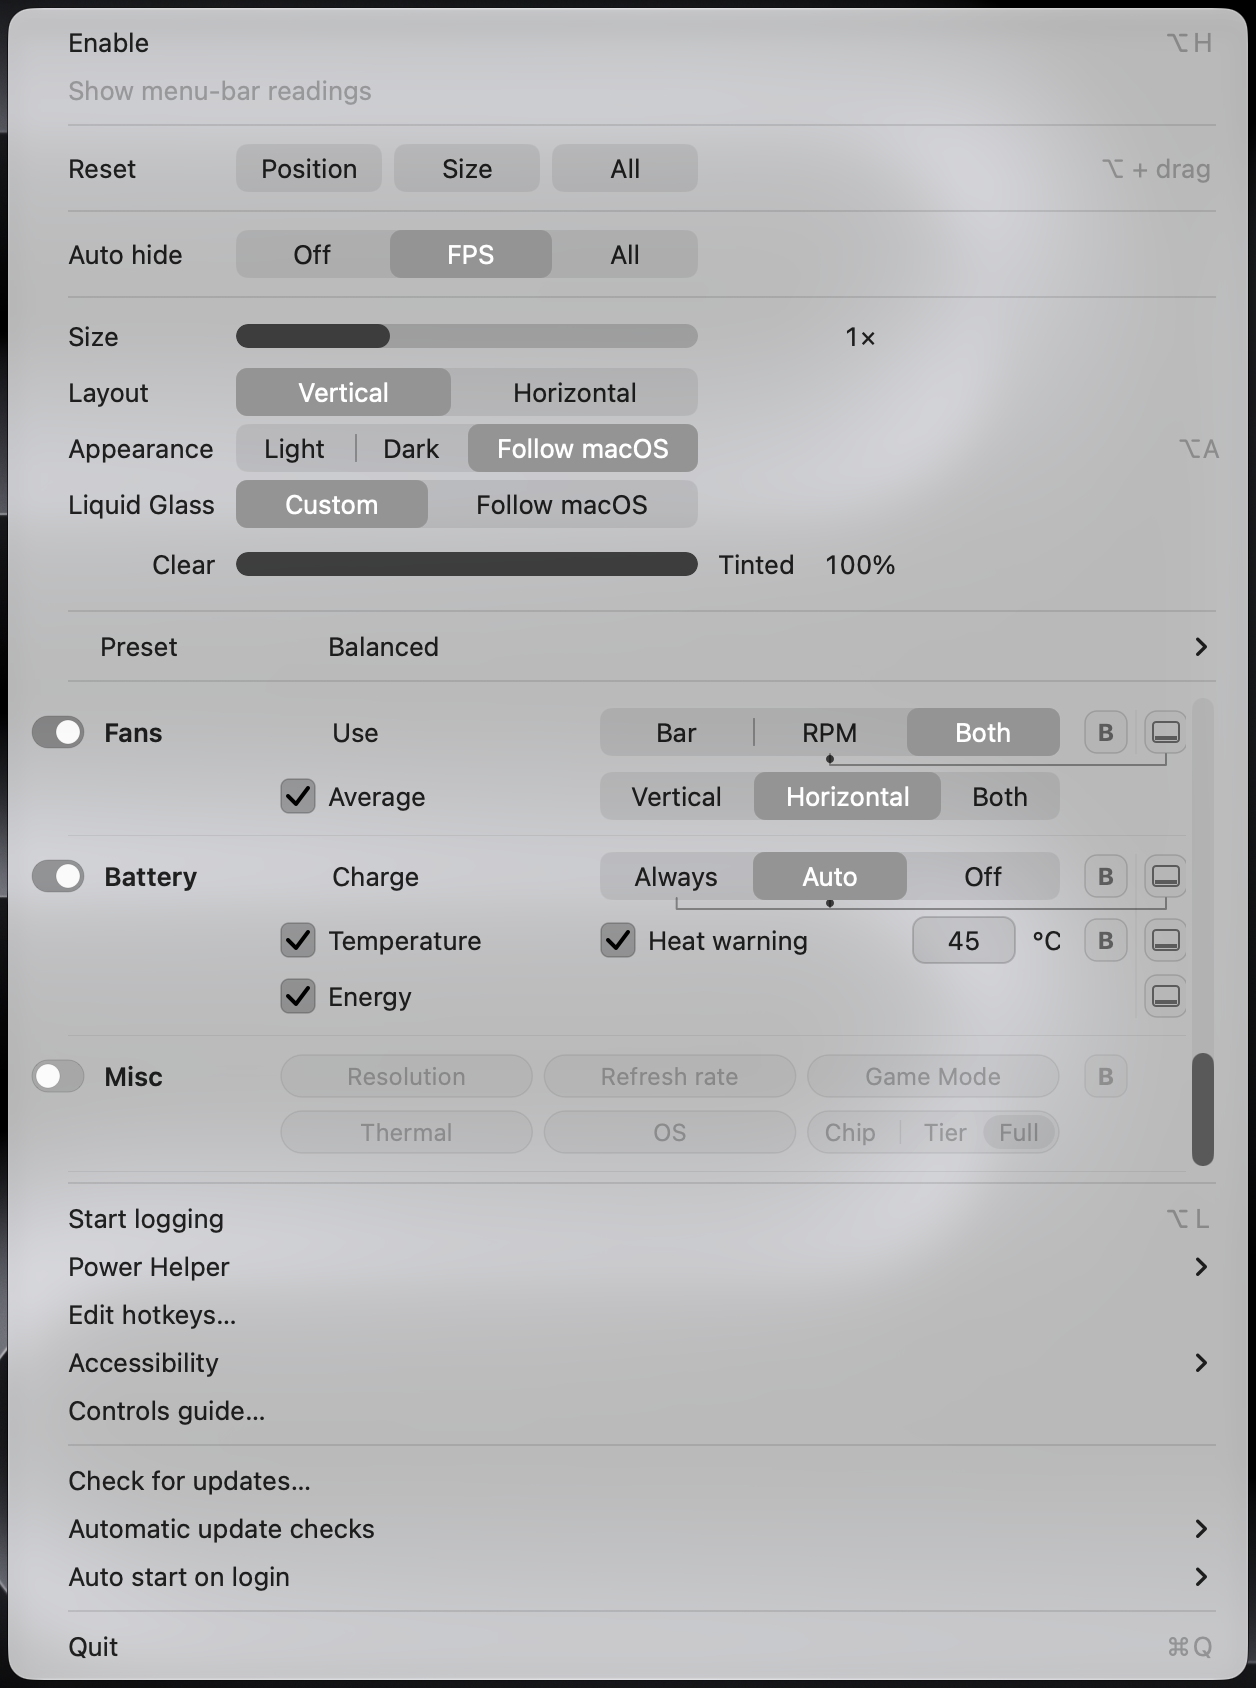 Enable ⌥H
Show menu-bar readings
Reset Position Size All ⌥ + drag
Auto hide Off FPS All
Size 1×
Layout Vertical Horizontal
Appearance Light Dark Follow macOS ⌥A
Liquid Glass Custom Follow macOS
Clear Tinted 100%
Preset Balanced
Fans Use Bar RPM Both B
Average Vertical Horizontal Both
Battery Charge Always Auto Off B
Temperature Heat warning 45 °C B
Energy
Misc Resolution Refresh rate Game Mode B
Thermal OS Chip Tier Full
Start logging ⌥L
Power Helper
Edit hotkeys...
Accessibility
Controls guide...
Check for updates...
Automatic update checks
Auto start on login
Quit ⌘Q